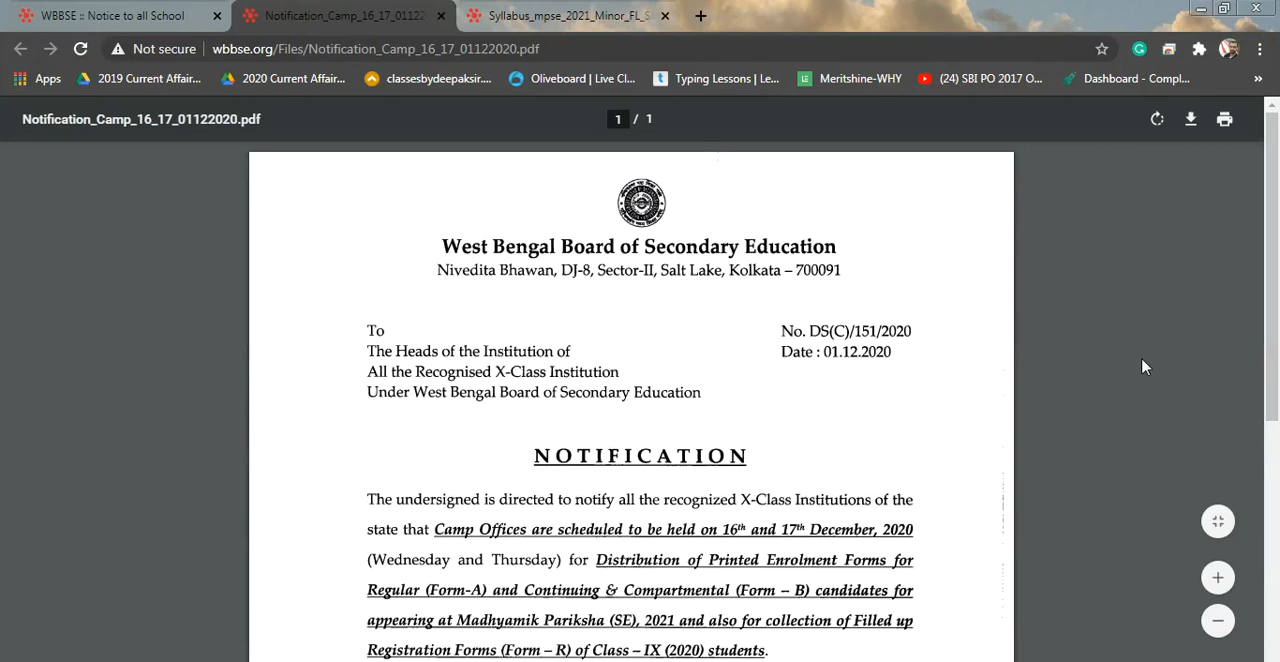 WBBSE :: Notice to all School
Notification_Camp_16_17_01122020
Syllabus_mpse_2021_Minor_FL_S
Not secure
wbbse.org/Files/Notification_Camp_16_17_01122020.pdf
Apps
2019 Current Affair...
2020 Current Affair...
classesbydeepaksir....
Oliveboard | Live Cl...
Typing Lessons | Le...
Meritshine-WHY
(24) SBI PO 2017 O...
Dashboard - Compl...
Notification_Camp_16_17_01122020.pdf
1 / 1
West Bengal Board of Secondary Education
Nivedita Bhawan, DJ-8, Sector-II, Salt Lake, Kolkata – 700091
To
No. DS(C)/151/2020
The Heads of the Institution of
Date : 01.12.2020
All the Recognised X-Class Institution
Under West Bengal Board of Secondary Education
NOTIFICATION
The undersigned is directed to notify all the recognized X-Class Institutions of the
state that Camp Offices are scheduled to be held on 16th and 17th December, 2020
(Wednesday and Thursday) for Distribution of Printed Enrolment Forms for
Regular (Form-A) and Continuing & Compartmental (Form – B) candidates for
appearing at Madhyamik Pariksha (SE), 2021 and also for collection of Filled up
Registration Forms (Form – R) of Class – IX (2020) students.